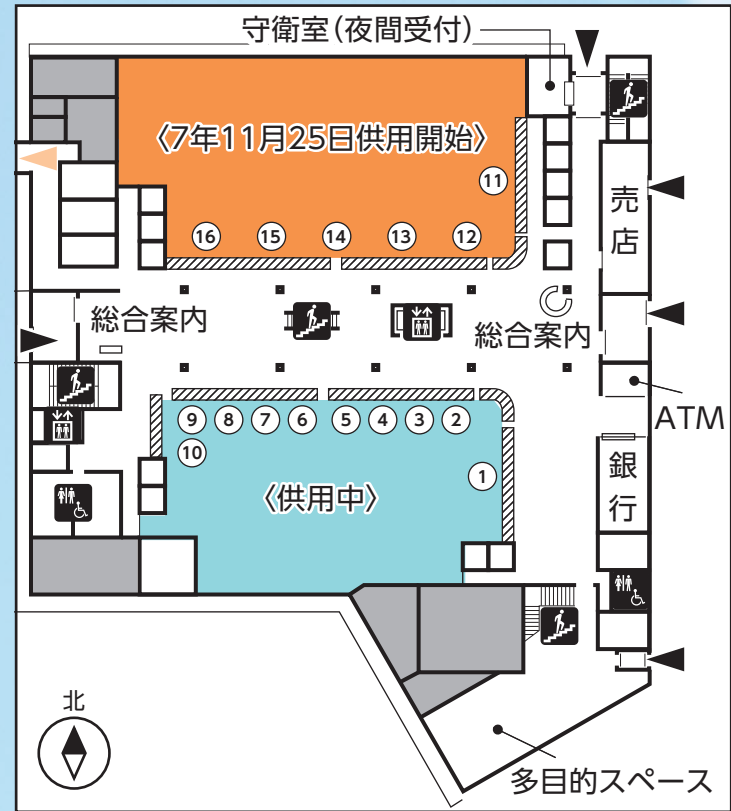 守衛室(夜間受付)
〈7年11月25日供用開始〉
11
売店
16 15 14 13 12
総合案内
総合案内
ATM
9 8 7 6 5 4 3 2
10
1
〈供用中〉
銀行
北
多目的スペース